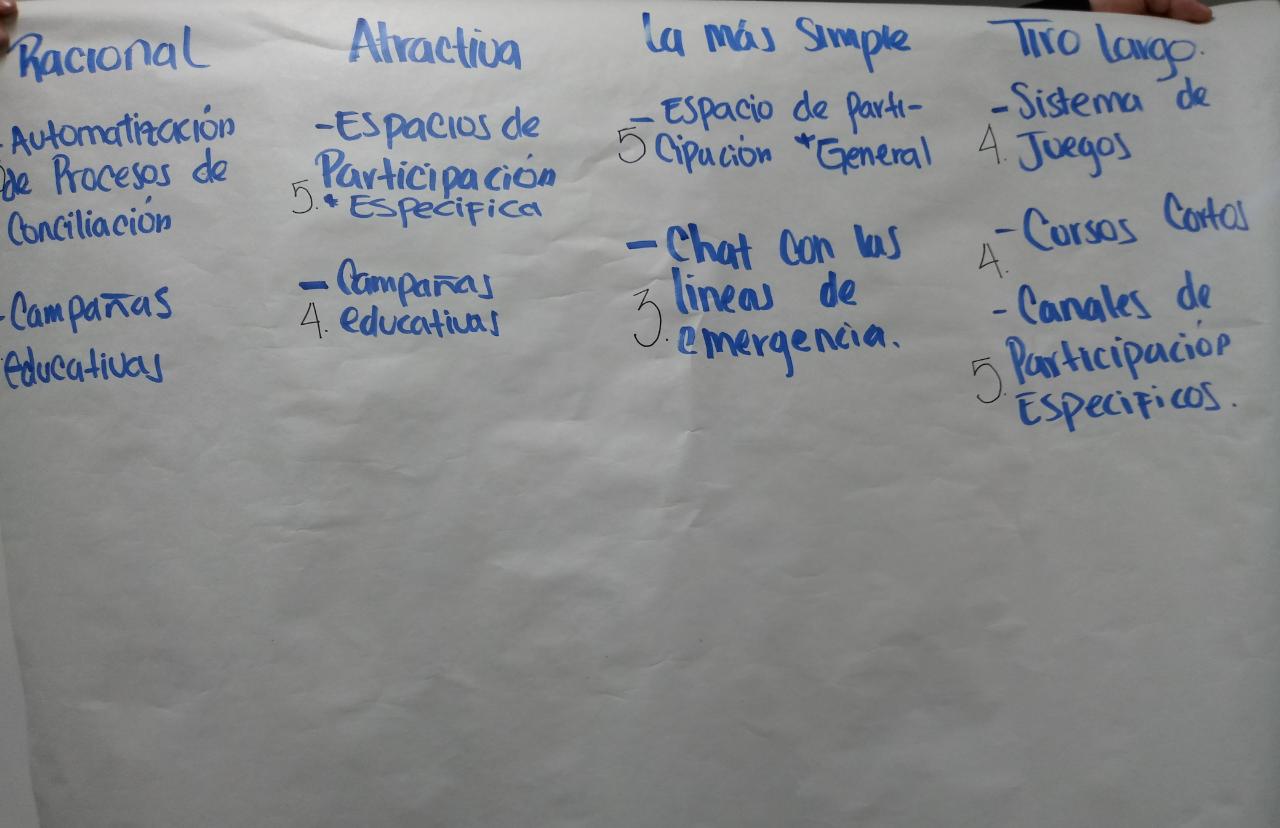 Racional
- Automatización
de Procesos de
Conciliación
- Campañas
educativas
Atractiva
- Espacios de
Participación
5. * Especifica
- Campañas
4. educativas
La más Simple
- Espacio de Parti-
5 Cipación *General
- Chat con las
3. lineas de
emergencia.
Tiro Largo.
- Sistema de
4. Juegos
- Cursos Cortos
4.
- Canales de
5. Participación
Especificos.